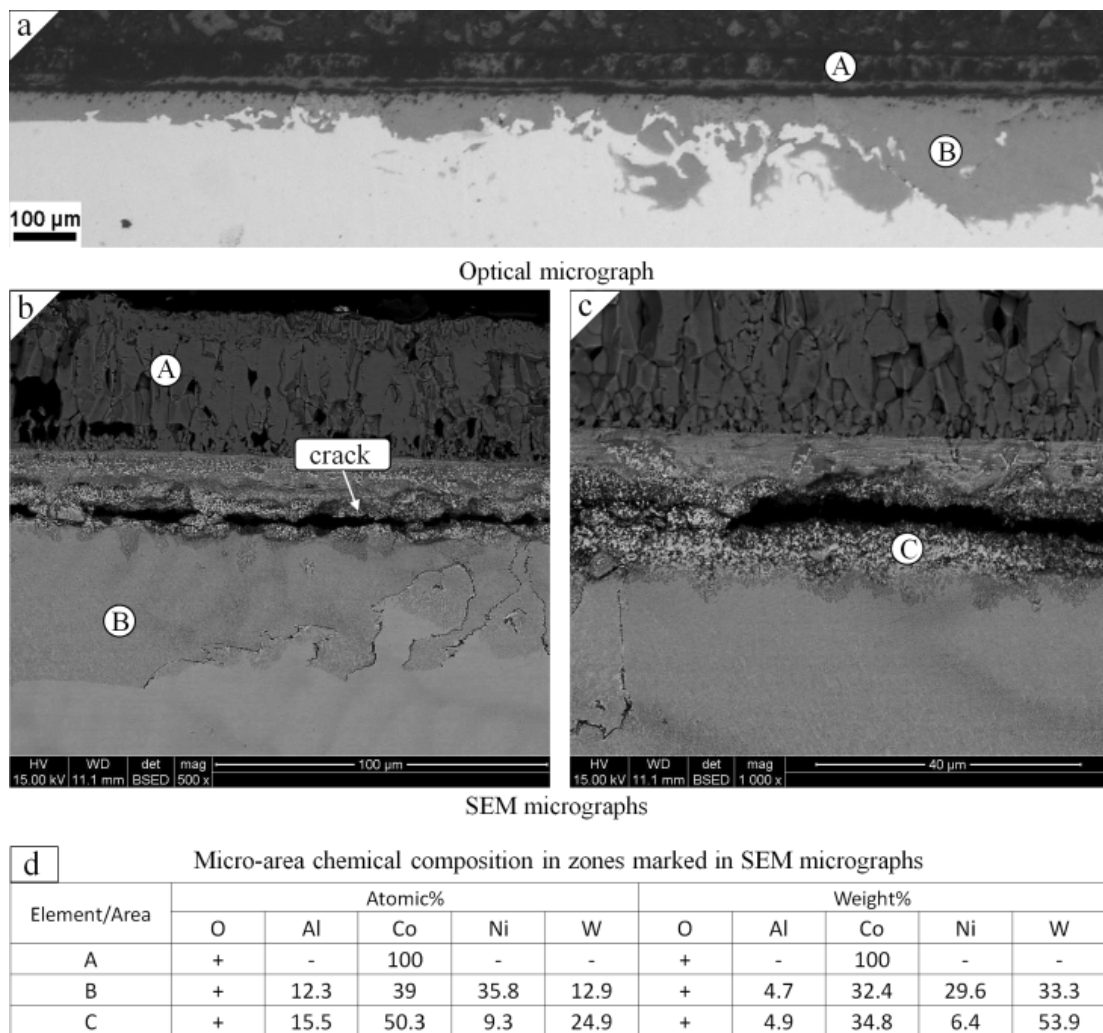 a
A
B
100 µm
Optical micrograph
b
A
crack
B
HV WD det mag 100 µm
15.00 kV 11.1 mm BSED 500 x
c
C
HV WD det mag 40 µm
15.00 kV 11.1 mm BSED 1 000 x
SEM micrographs
d Micro-area chemical composition in zones marked in SEM micrographs
Element/Area Atomic% Weight%
O Al Co Ni W O Al Co Ni W
A + - 100 - - + - 100 - -
B + 12.3 39 35.8 12.9 + 4.7 32.4 29.6 33.3
C + 15.5 50.3 9.3 24.9 + 4.9 34.8 6.4 53.9